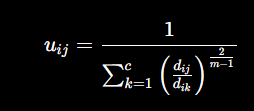 u_{ij} = \frac{1}{\sum_{k=1}^{c} \left( \frac{d_{ij}}{d_{ik}} \right)^{\frac{2}{m-1}}}